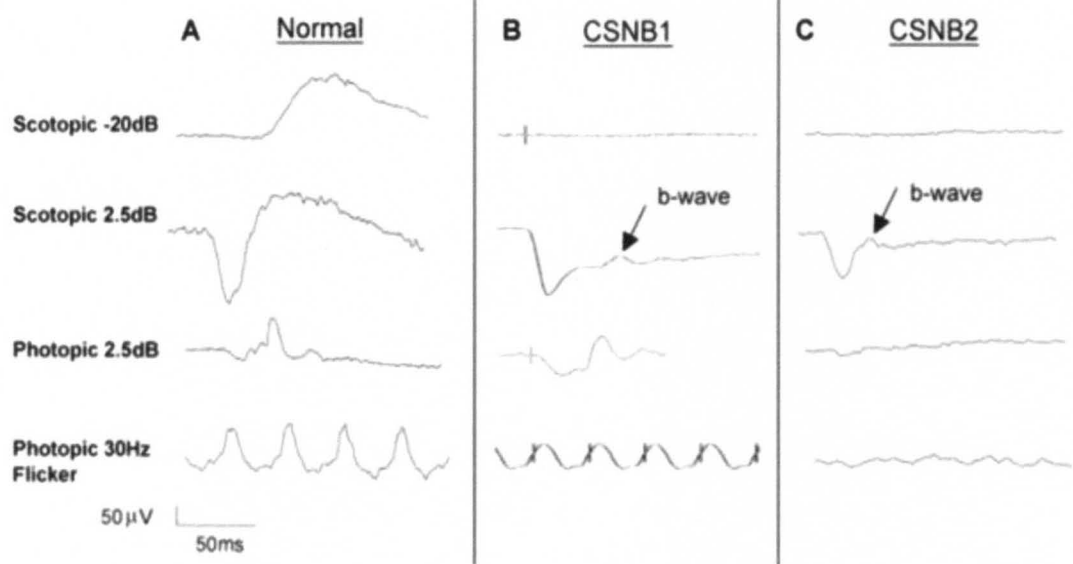 A Normal
B CSNB1
C CSNB2
Scotopic -20dB
Scotopic 2.5dB
b-wave
b-wave
Photopic 2.5dB
Photopic 30Hz
Flicker
50μV
50ms